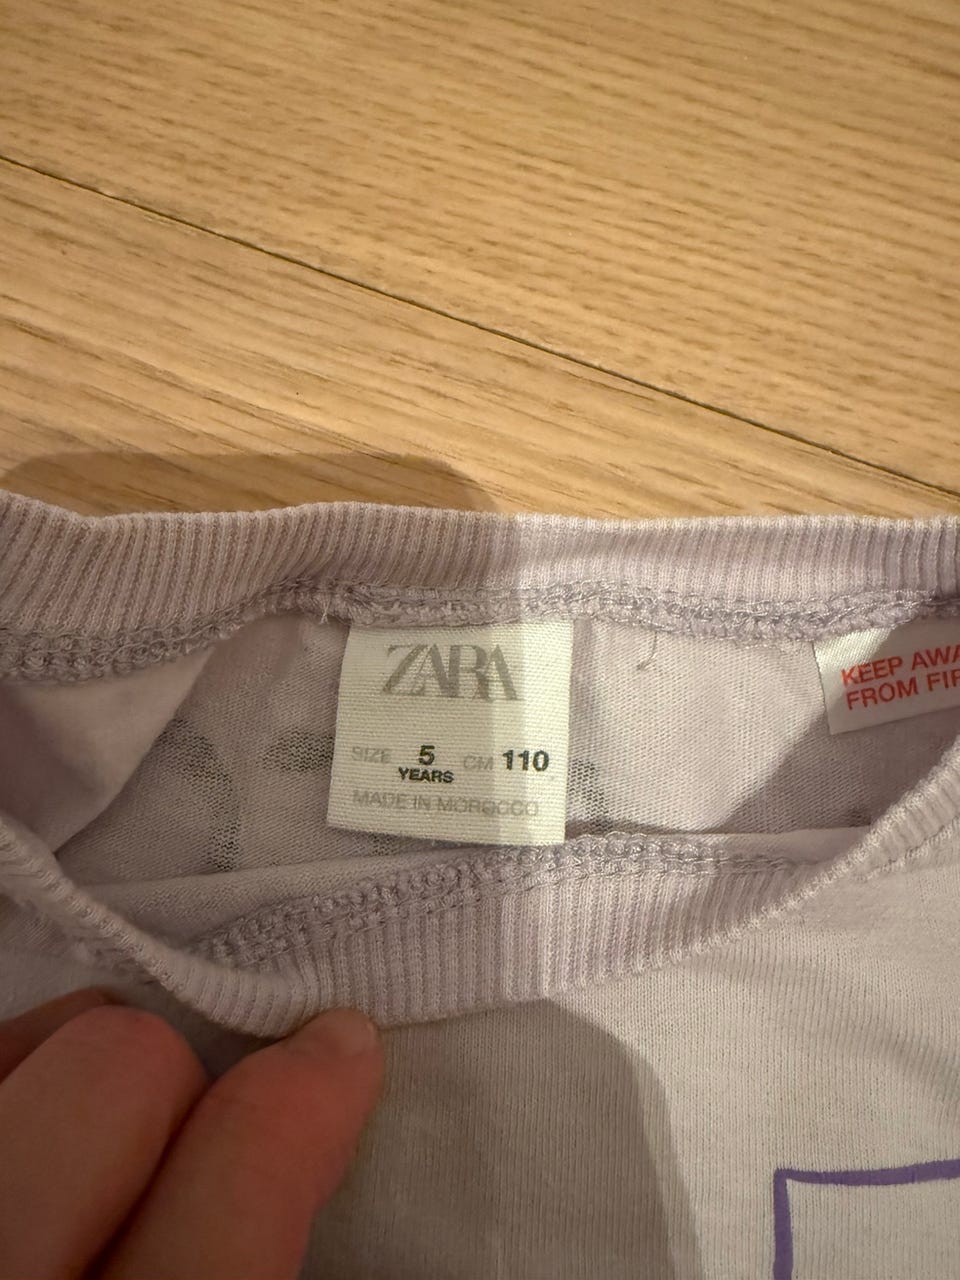 ZARA
SIZE 5 CM 110
YEARS
MADE IN MOROCCO
KEEP AWA
FROM FIR